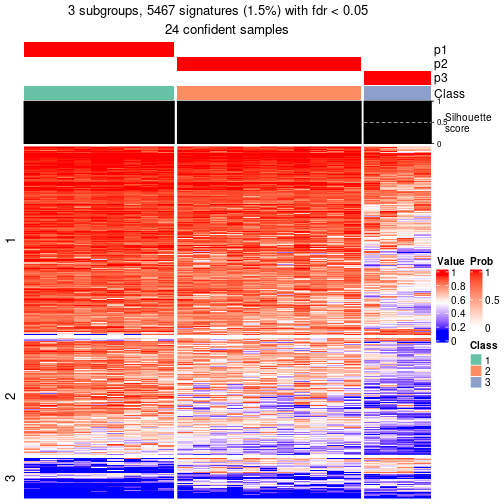 3 subgroups, 5467 signatures (1.5%) with fdr < 0.05
24 confident samples
p1
p2
p3
Class
1
0.5
0
Silhouette
score
1
2
3
Value
1
0.8
0.6
0.4
0.2
0
Prob
1
0.5
0
Class
1
2
3